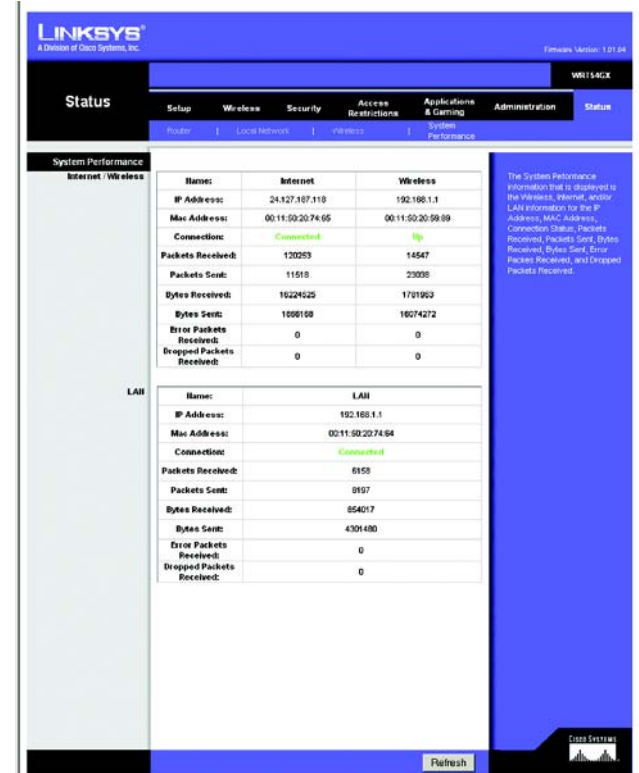 LINKSYS®
A Division of Cisco Systems, Inc.
Firmware Version: 1.01.04
WRT54GX
Status
Setup Wireless Security Access Restrictions Applications & Gaming Administration Status
Router | Local Network | Wireless | System Performance
System Performance
Internet / Wireless
Name: Internet Wireless
IP Address: 24.127.187.118 192.168.1.1
Mac Address: 00:11:50:20:74:65 00:11:50:20:59:89
Connection: Connected Up
Packets Received: 120253 14547
Packets Sent: 11518 23038
Bytes Received: 16224525 1781953
Bytes Sent: 1666168 16074272
Error Packets Received: 0 0
Dropped Packets Received: 0 0
The System Performance
information that is displayed is
the Wireless, Internet, and/or
LAN information for the IP
Address, MAC Address,
Connection Status, Packets
Received, Packets Sent, Bytes
Received, Bytes Sent, Error
Packes Received, and Dropped
Packets Received.
LAN
Name: LAN
IP Address: 192.168.1.1
Mac Address: 00:11:50:20:74:64
Connection: Connected
Packets Received: 6158
Packets Sent: 8197
Bytes Received: 854017
Bytes Sent: 4301480
Error Packets Received: 0
Dropped Packets Received: 0
Cisco Systems
Refresh